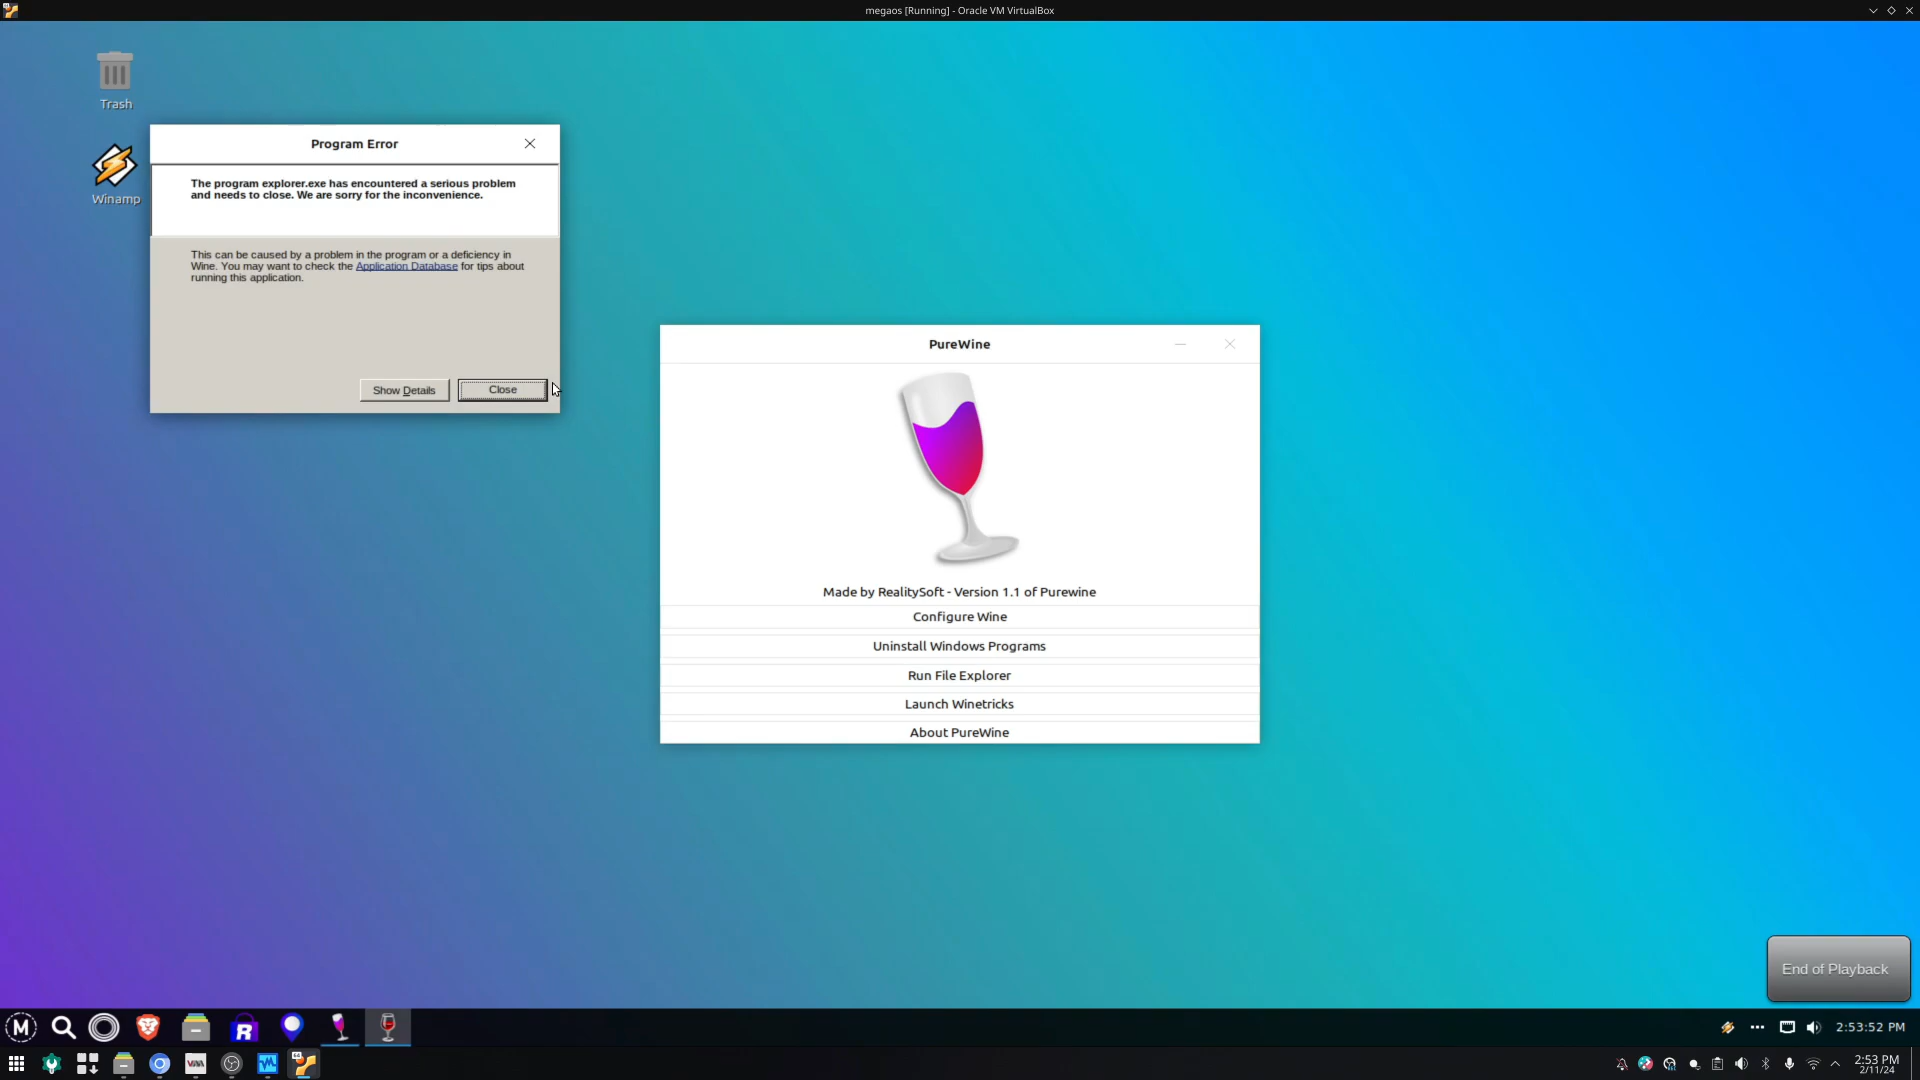 megaos [Running] - Oracle VM VirtualBox
Trash
Winamp
Program Error
The program explorer.exe has encountered a serious problem
and needs to close. We are sorry for the inconvenience.
This can be caused by a problem in the program or a deficiency in
Wine. You may want to check the Application Database for tips about
running this application.
Show Details
Close
PureWine
Made by RealitySoft - Version 1.1 of Purewine
Configure Wine
Uninstall Windows Programs
Run File Explorer
Launch Winetricks
About PureWine
End of Playback
M
R
2:53:52 PM
64
2:53 PM
2/11/24